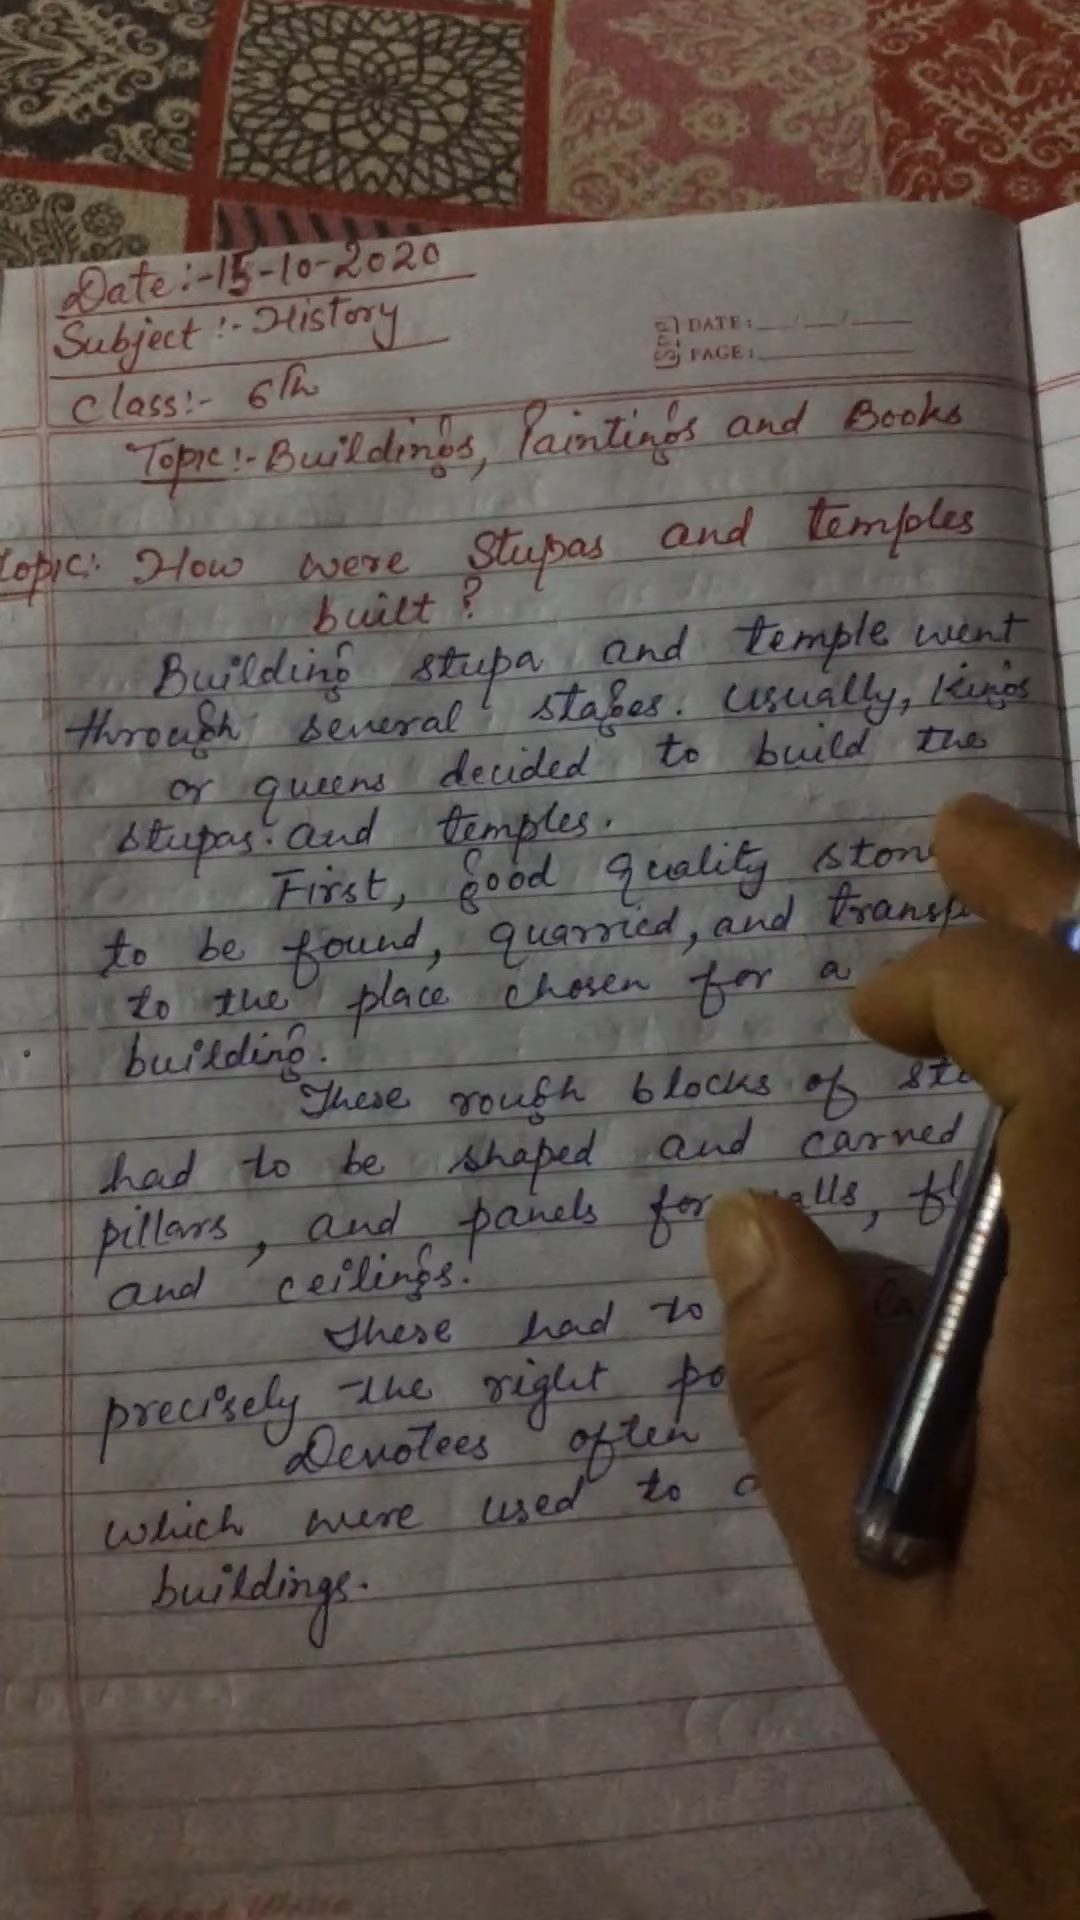 Date:-15-10-2020
Subject:-History
DATE:
PAGE:
Class:- 6th
Topic:- Buildings, Paintings and Books
Topic: How were Stupas and temples
built?
Building stupa and temple went
through several stages. Usually, kings
or queens decided to build the
stupas and temples.
First, good quality
to be found, quarried, and
to the place chosen for a
building.
These rough blocks of
had to be shaped and carved
pillars, and panels for
and ceilings.
These had to
precisely the right
Devotees often
which were used to
buildings.